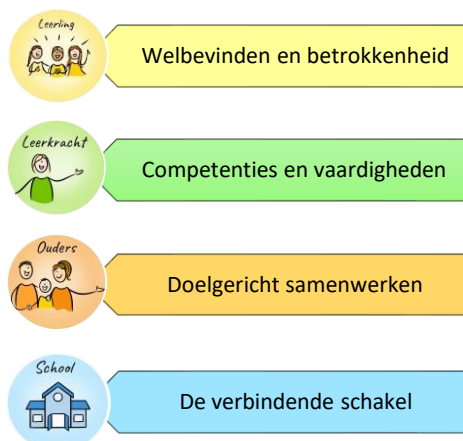 Leerling
Welbevinden en betrokkenheid
Leerkracht
Competenties en vaardigheden
Ouders
Doelgericht samenwerken
School
De verbindende schakel